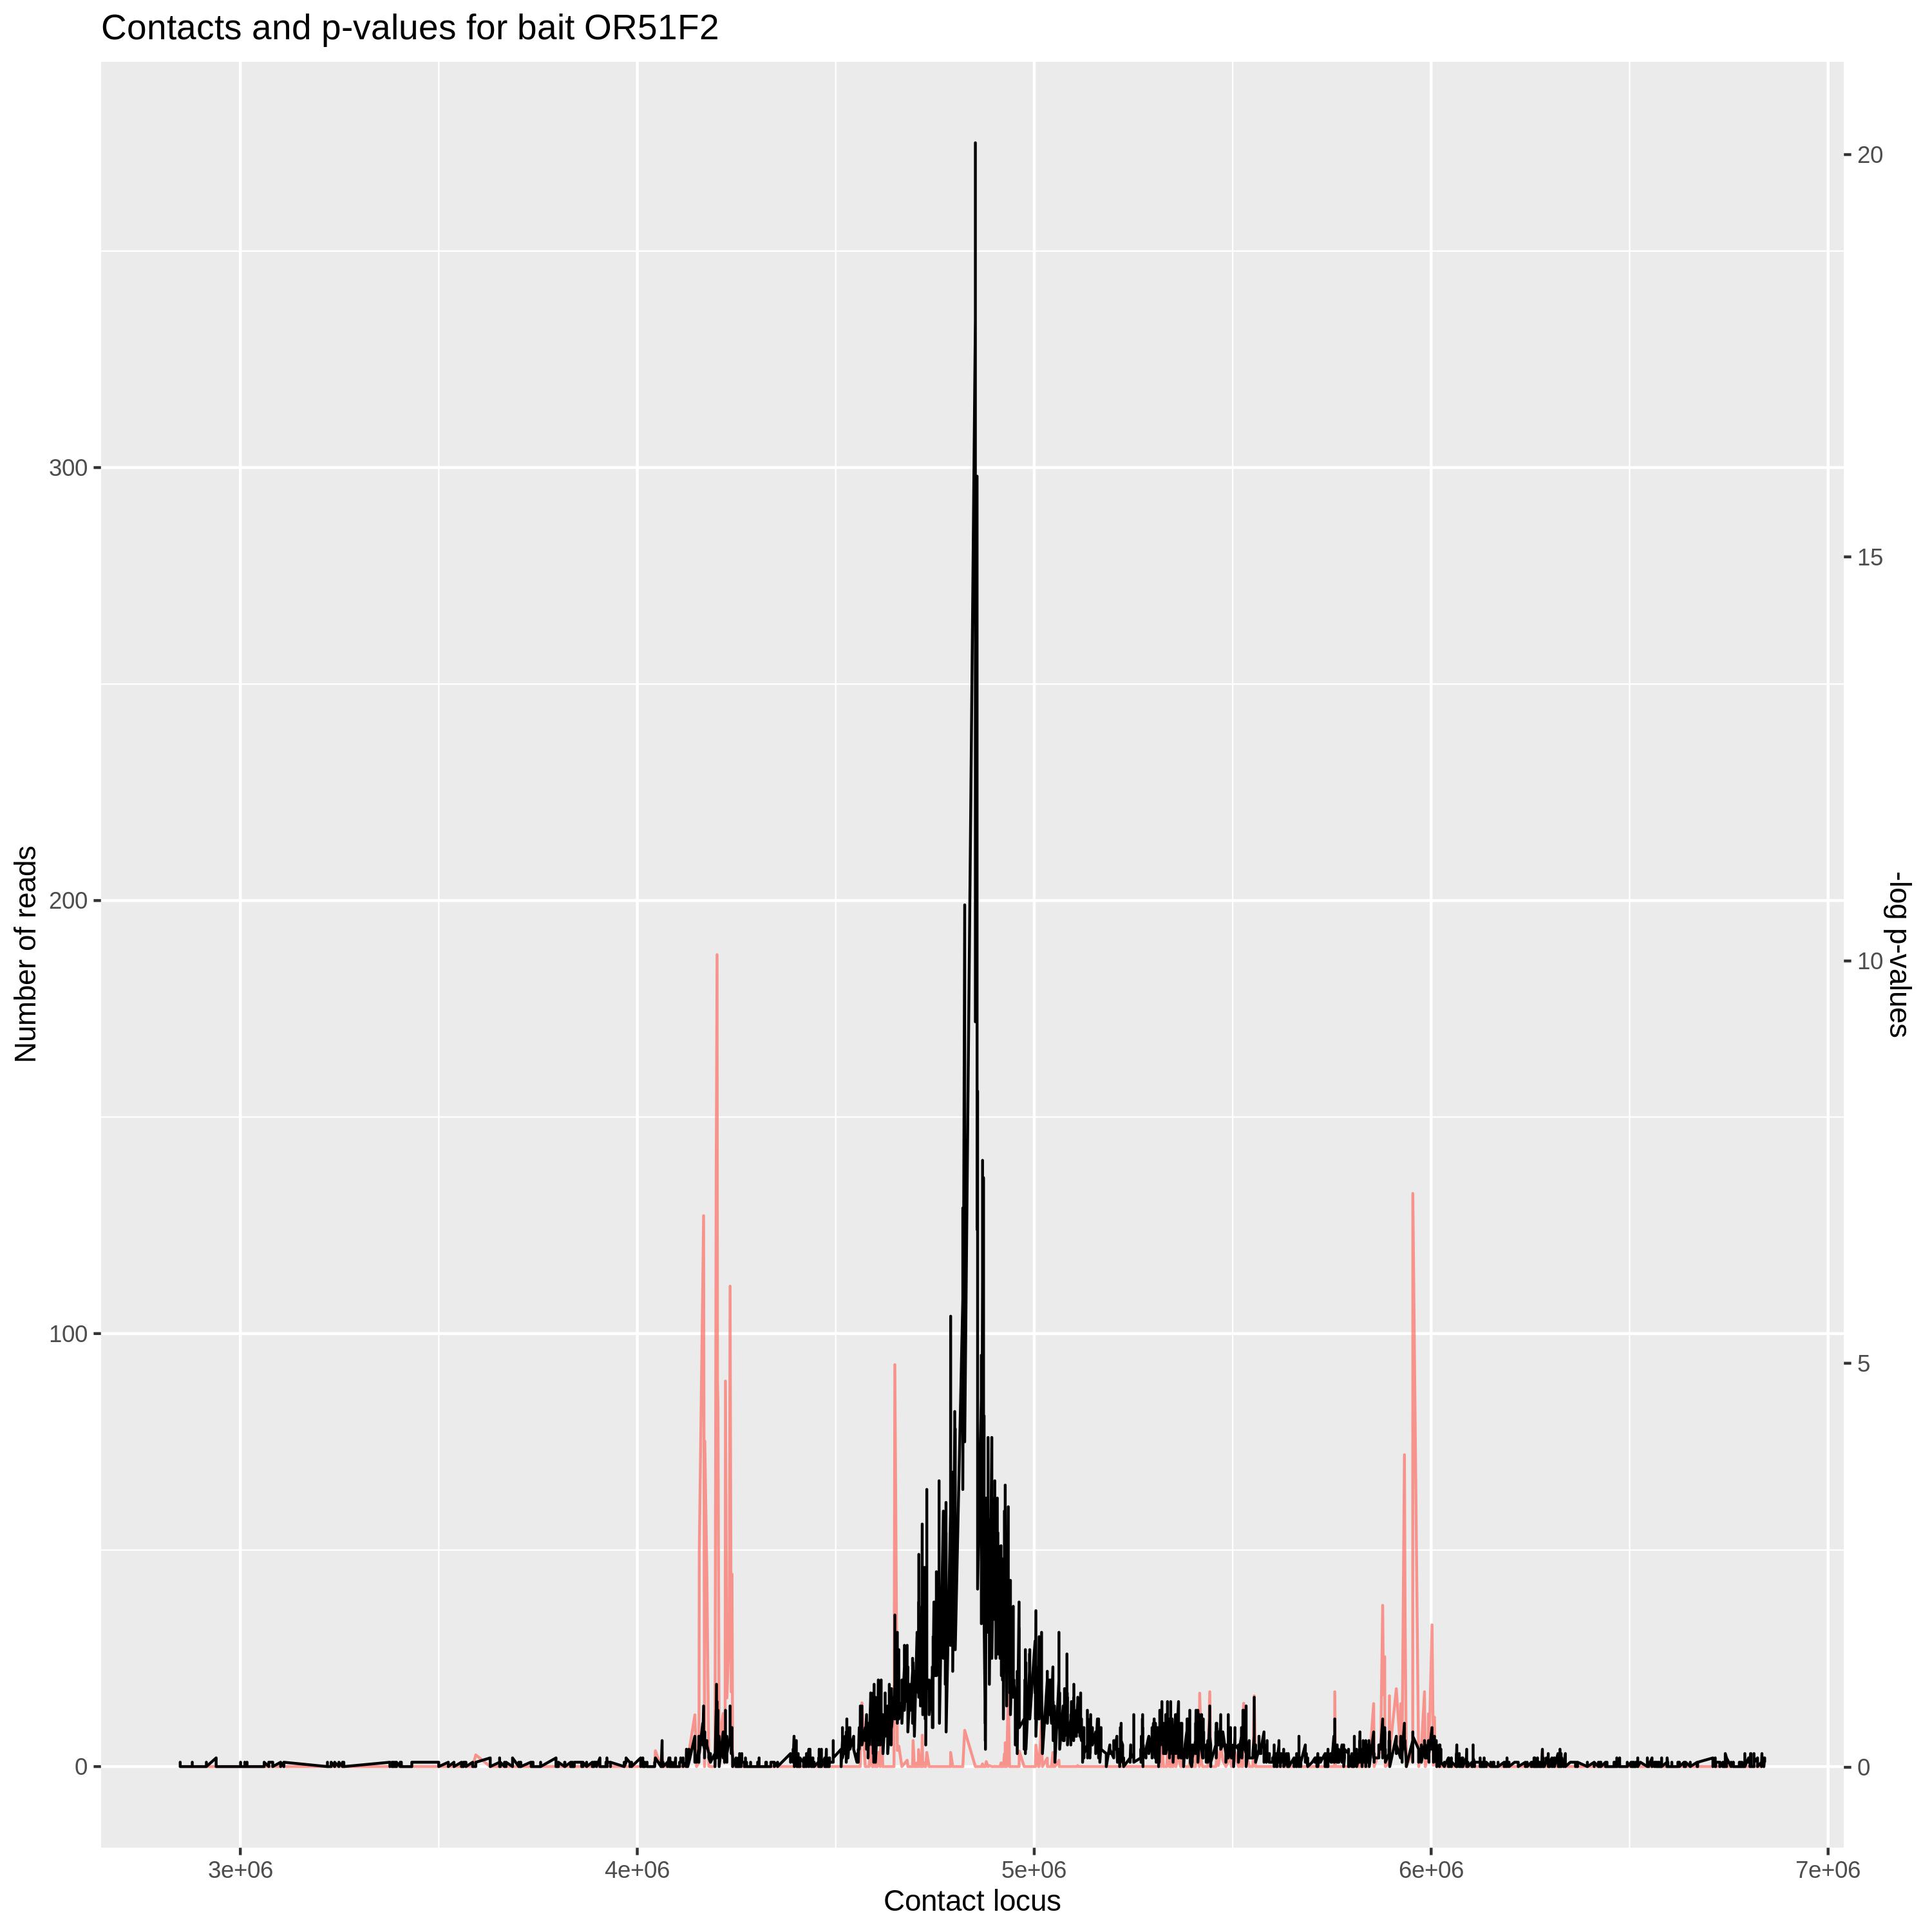 Contacts and p-values for bait OR51F2
300
200
100
0
Number of reads
20
15
10
5
0
-log p-values
3e+06
4e+06
5e+06
6e+06
7e+06
Contact locus